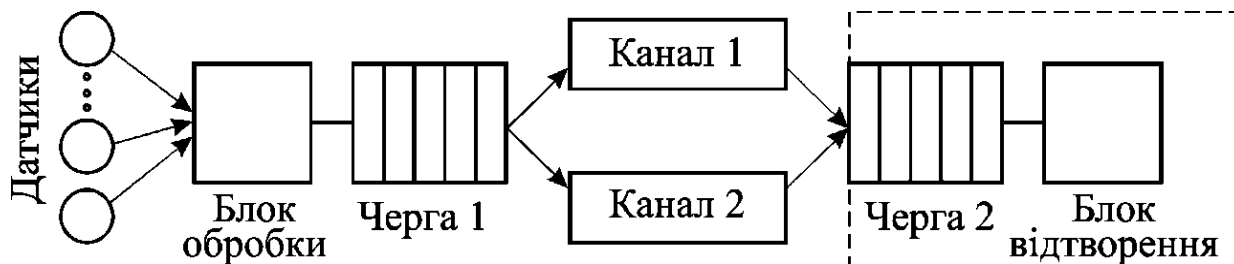 Датчики
Блок
обробки
Черга 1
Канал 1
Канал 2
Черга 2
Блок
відтворення